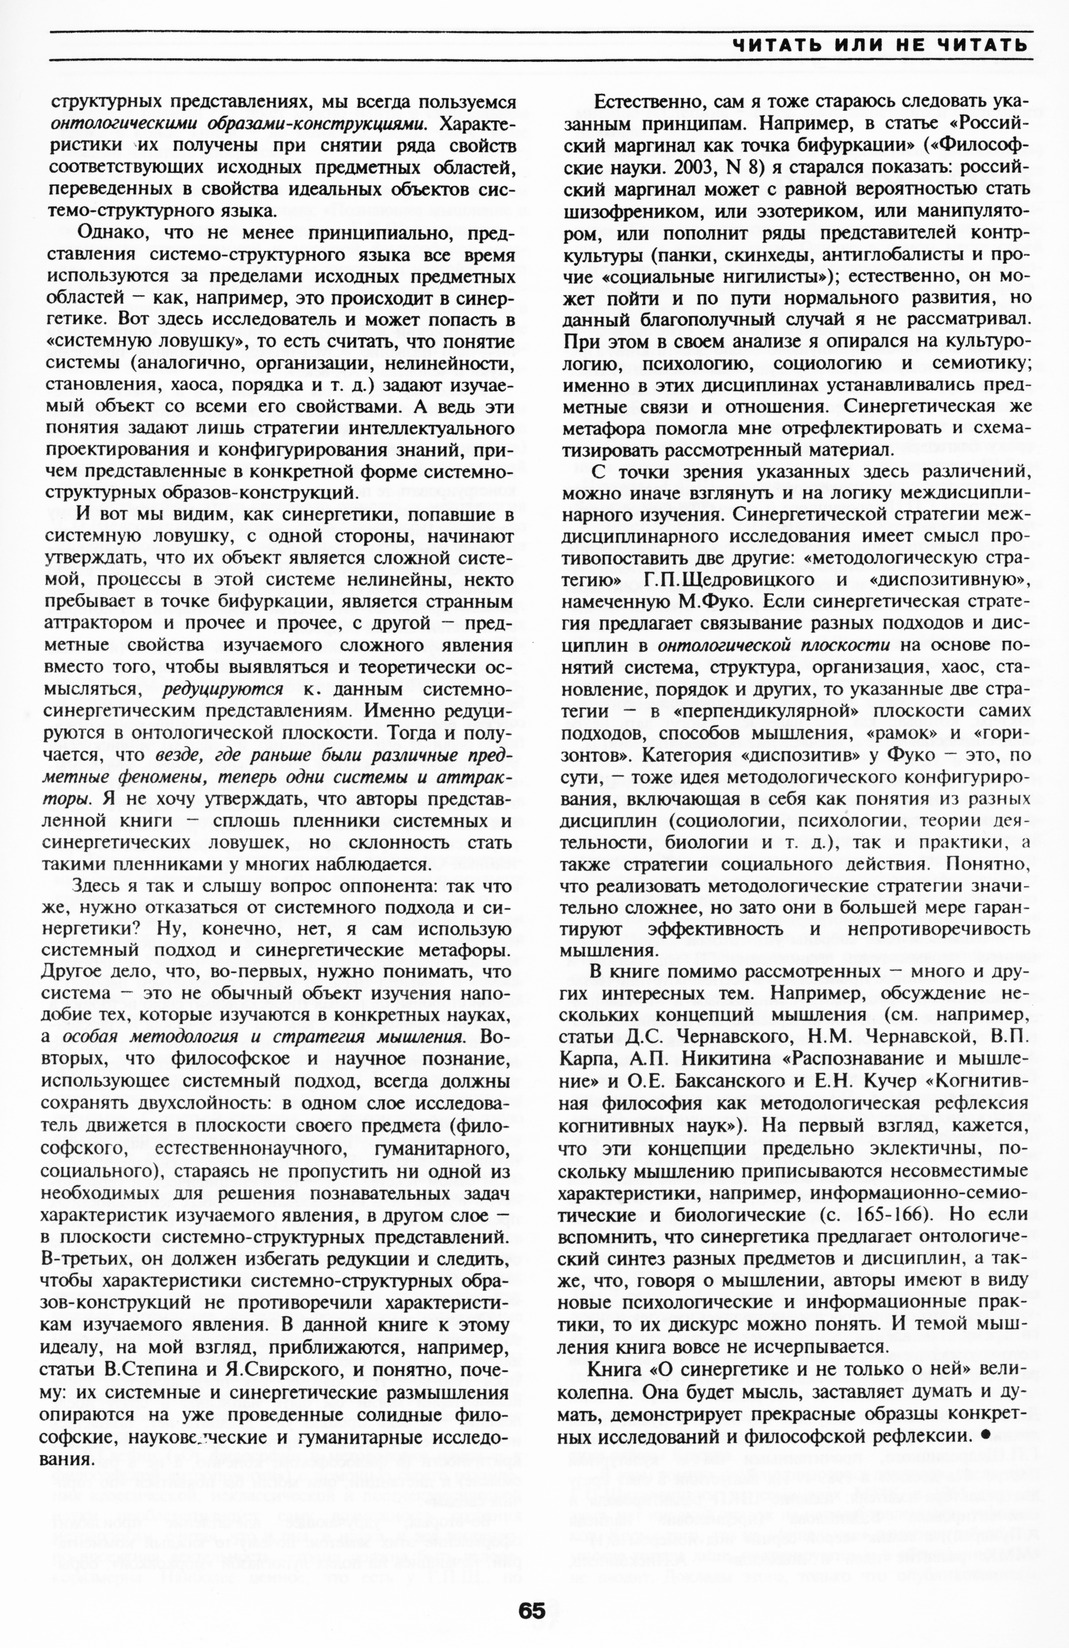 ЧИТАТЬ ИЛИ НЕ ЧИТАТЬ
структурных представлениях, мы всегда пользуемся
онтологическими образами-конструкциями. Характе-
ристики их получены при снятии ряда свойств
соответствующих исходных предметных областей,
переведенных в свойства идеальных объектов сис-
темо-структурного языка.
Однако, что не менее принципиально, пред-
ставления системо-структурного языка все время
используются за пределами исходных предметных
областей — как, например, это происходит в синер-
гетике. Вот здесь исследователь и может попасть в
«системную ловушку», то есть считать, что понятие
системы (аналогично, организации, нелинейности,
становления, хаоса, порядка и т. д.) задают изучае-
мый объект со всеми его свойствами. А ведь эти
понятия задают лишь стратегии интеллектуального
проектирования и конфигурирования знаний, при-
чем представленные в конкретной форме системно-
структурных образов-конструкций.
И вот мы видим, как синергетики, попавшие в
системную ловушку, с одной стороны, начинают
утверждать, что их объект является сложной систе-
мой, процессы в этой системе нелинейны, некто
пребывает в точке бифуркации, является странным
аттрактором и прочее и прочее, с другой — пред-
метные свойства изучаемого сложного явления
вместо того, чтобы выявляться и теоретически ос-
мысляться, редуцируются к. данным системно-
синергетическим представлениям. Именно редуци-
руются в онтологической плоскости. Тогда и полу-
чается, что везде, где раньше были различные пред-
метные феномены, теперь одни системы и аттрак-
торы. Я не хочу утверждать, что авторы представ-
ленной книги — сплошь пленники системных и
синергетических ловушек, но склонность стать
такими пленниками у многих наблюдается.
Здесь я так и слышу вопрос оппонента: так что
же, нужно отказаться от системного подхода и си-
нергетики? Ну, конечно, нет, я сам использую
системный подход и синергетические метафоры.
Другое дело, что, во-первых, нужно понимать, что
система — это не обычный объект изучения напо-
добие тех, которые изучаются в конкретных науках,
а особая методология и стратегия мышления. Во-
вторых, что философское и научное познание,
использующее системный подход, всегда должны
сохранять двухслойность: в одном слое исследова-
тель движется в плоскости своего предмета (фило-
софского, естественнонаучного, гуманитарного,
социального), стараясь не пропустить ни одной из
необходимых для решения познавательных задач
характеристик изучаемого явления, в другом слое —
в плоскости системно-структурных представлений.
В-третьих, он должен избегать редукции и следить,
чтобы характеристики системно-структурных обра-
зов-конструкций не противоречили характеристи-
кам изучаемого явления. В данной книге к этому
идеалу, на мой взгляд, приближаются, например,
статьи В.Степина и Я.Свирского, и понятно, поче-
му: их системные и синергетические размышления
опираются на уже проведенные солидные фило-
софские, науковедческие и гуманитарные исследо-
вания.
Естественно, сам я тоже стараюсь следовать ука-
занным принципам. Например, в статье «Россий-
ский маргинал как точка бифуркации» («Философ-
ские науки. 2003, N 8) я старался показать: россий-
ский маргинал может с равной вероятностью стать
шизофреником, или эзотериком, или манипулято-
ром, или пополнит ряды представителей контр-
культуры (панки, скинхеды, антиглобалисты и про-
чие «социальные нигилисты»); естественно, он мо-
жет пойти и по пути нормального развития, но
данный благополучный случай я не рассматривал.
При этом в своем анализе я опирался на культуро-
логию, психологию, социологию и семиотику;
именно в этих дисциплинах устанавливались пред-
метные связи и отношения. Синергетическая же
метафора помогла мне отрефлектировать и схема-
тизировать рассмотренный материал.
С точки зрения указанных здесь различений,
можно иначе взглянуть и на логику междисципли-
нарного изучения. Синергетической стратегии меж-
дисциплинарного исследования имеет смысл про-
тивопоставить две другие: «методологическую стра-
тегию» Г.П.Щедровицкого и «диспозитивную»,
намеченную М.Фуко. Если синергетическая страте-
гия предлагает связывание разных подходов и дис-
циплин в онтологической плоскости на основе по-
нятий система, структура, организация, хаос, ста-
новление, порядок и других, то указанные две стра-
тегии — в «перпендикулярной» плоскости самих
подходов, способов мышления, «рамок» и «гори-
зонтов». Категория «диспозитив» у Фуко — это, по
сути, — тоже идея методологического конфигуриро-
вания, включающая в себя как понятия из разных
дисциплин (социологии, психологии, теории дея-
тельности, биологии и т. д.), так и практики, а
также стратегии социального действия. Понятно,
что реализовать методологические стратегии значи-
тельно сложнее, но зато они в большей мере гаран-
тируют эффективность и непротиворечивость
мышления.
В книге помимо рассмотренных — много и дру-
гих интересных тем. Например, обсуждение не-
скольких концепций мышления (см. например,
статьи Д.С. Чернавского, Н.М. Чернавской, В.П.
Карпа, А.П. Никитина «Распознавание и мышле-
ние» и О.Е. Баксанского и Е.Н. Кучер «Когнитив-
ная философия как методологическая рефлексия
когнитивных наук»). На первый взгляд, кажется,
что эти концепции предельно эклектичны, по-
скольку мышлению приписываются несовместимые
характеристики, например, информационно-семио-
тические и биологические (с. 165-166). Но если
вспомнить, что синергетика предлагает онтологиче-
ский синтез разных предметов и дисциплин, а так-
же, что, говоря о мышлении, авторы имеют в виду
новые психологические и информационные прак-
тики, то их дискурс можно понять. И темой мыш-
ления книга вовсе не исчерпывается.
Книга «О синергетике и не только о ней» вели-
колепна. Она будет мысль, заставляет думать и ду-
мать, демонстрирует прекрасные образцы конкрет-
ных исследований и философской рефлексии. ●
65